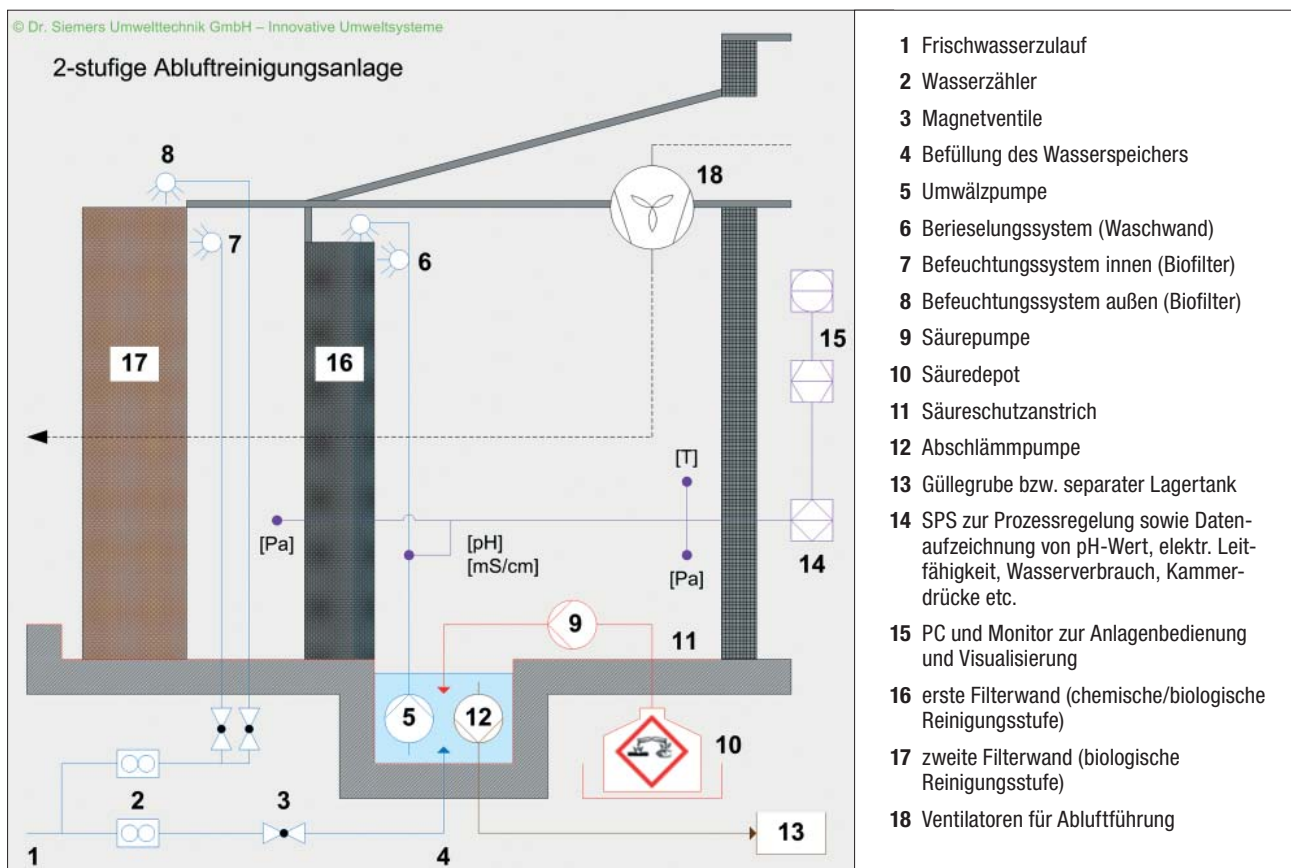 © Dr. Siemers Umwelttechnik GmbH – Innovative Umweltsysteme
2-stufige Abluftreinigungsanlage
8
18
7
6
17
16
15
[T]
[Pa]
[pH]
[mS/cm]
[Pa]
14
9
11
5
12
10
2
3
13
1
4
1 Frischwasserzulauf
2 Wasserzähler
3 Magnetventile
4 Befüllung des Wasserspeichers
5 Umwälzpumpe
6 Berieselungssystem (Waschwand)
7 Befeuchtungssystem innen (Biofilter)
8 Befeuchtungssystem außen (Biofilter)
9 Säurepumpe
10 Säuredepot
11 Säureschutzanstrich
12 Abschlämmpumpe
13 Güllegrube bzw. separater Lagertank
14 SPS zur Prozessregelung sowie Daten-
aufzeichnung von pH-Wert, elektr. Leit-
fähigkeit, Wasserverbrauch, Kammer-
drücke etc.
15 PC und Monitor zur Anlagenbedienung
und Visualisierung
16 erste Filterwand (chemische/biologische
Reinigungsstufe)
17 zweite Filterwand (biologische
Reinigungsstufe)
18 Ventilatoren für Abluftführung